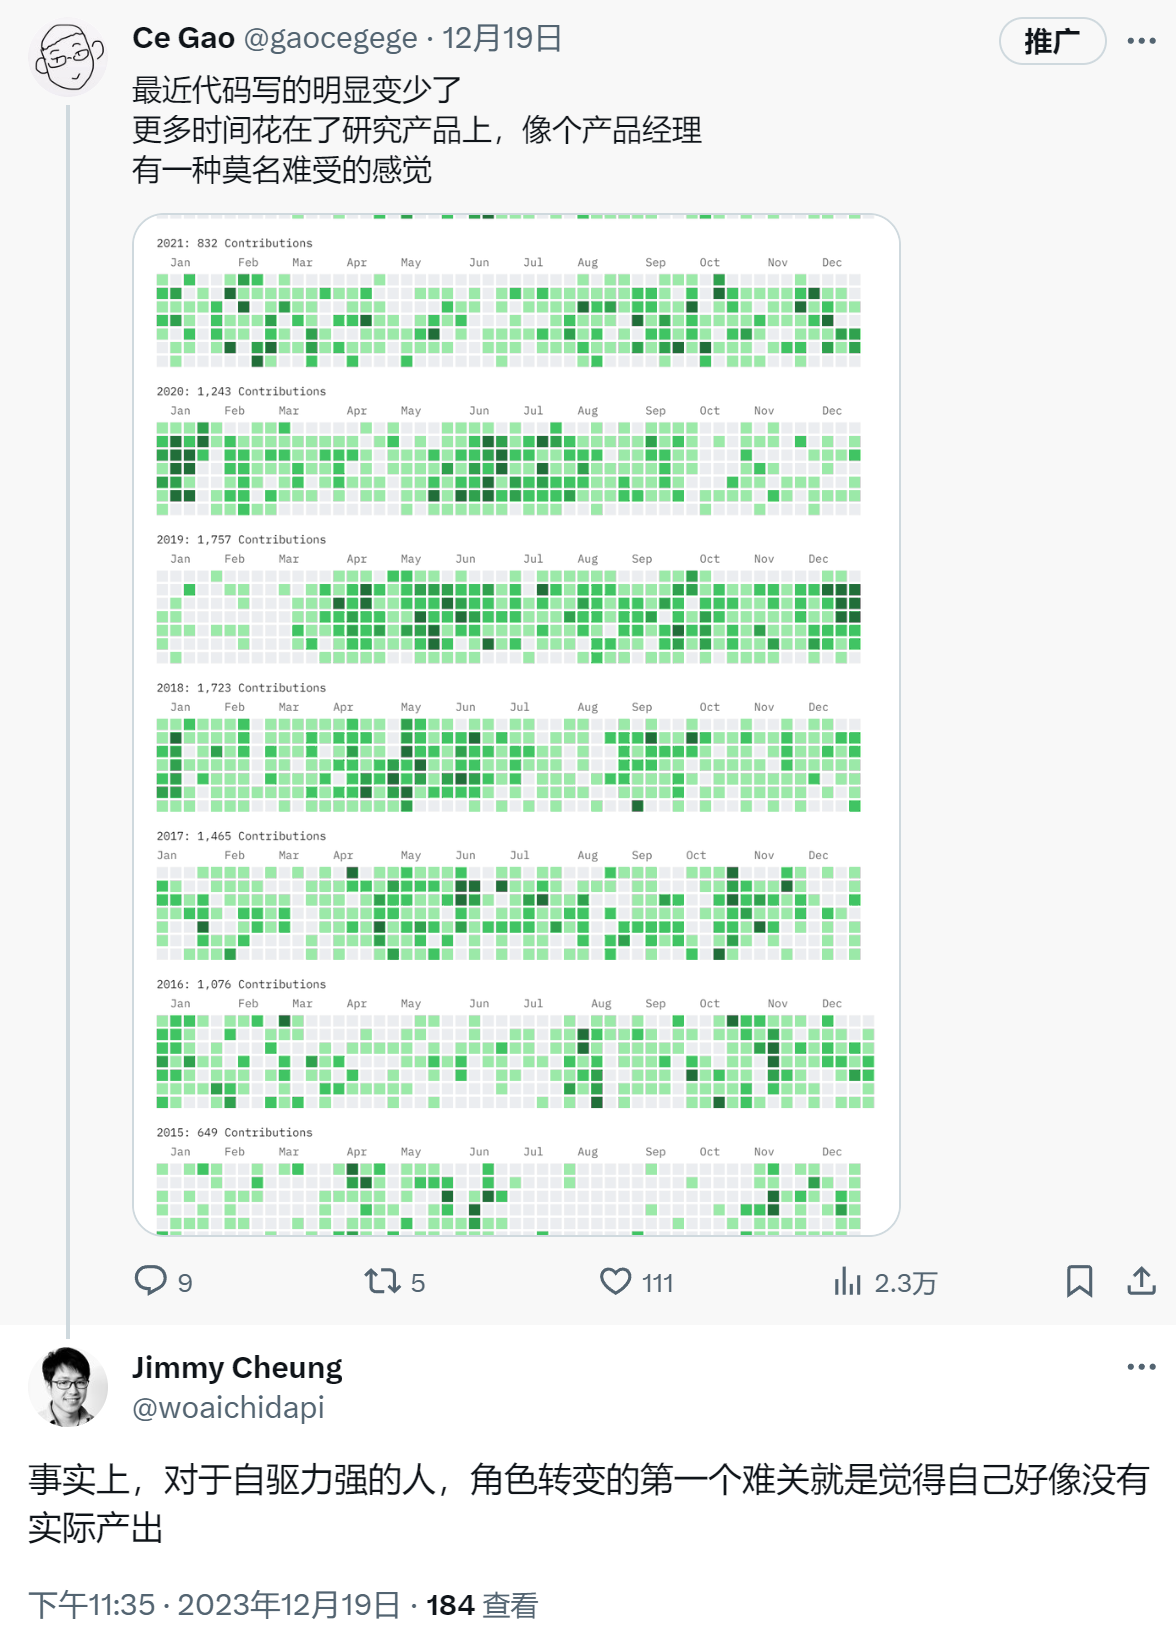 Ce Gao @gaocegege · 12月19日
推广
最近代码写的明显变少了
更多时间花在了研究产品上，像个产品经理
有一种莫名难受的感觉
2021: 832 Contributions
Jan Feb Mar Apr May Jun Jul Aug Sep Oct Nov Dec
2020: 1,243 Contributions
Jan Feb Mar Apr May Jun Jul Aug Sep Oct Nov Dec
2019: 1,757 Contributions
Jan Feb Mar Apr May Jun Jul Aug Sep Oct Nov Dec
2018: 1,723 Contributions
Jan Feb Mar Apr May Jun Jul Aug Sep Oct Nov Dec
2017: 1,465 Contributions
Jan Feb Mar Apr May Jun Jul Aug Sep Oct Nov Dec
2016: 1,076 Contributions
Jan Feb Mar Apr May Jun Jul Aug Sep Oct Nov Dec
2015: 649 Contributions
Jan Feb Mar Apr May Jun Jul Aug Sep Oct Nov Dec
9 5 111 2.3万
Jimmy Cheung
@woaichidapi
事实上，对于自驱力强的人，角色转变的第一个难关就是觉得自己好像没有
实际产出
下午11:35 · 2023年12月19日 · 184 查看